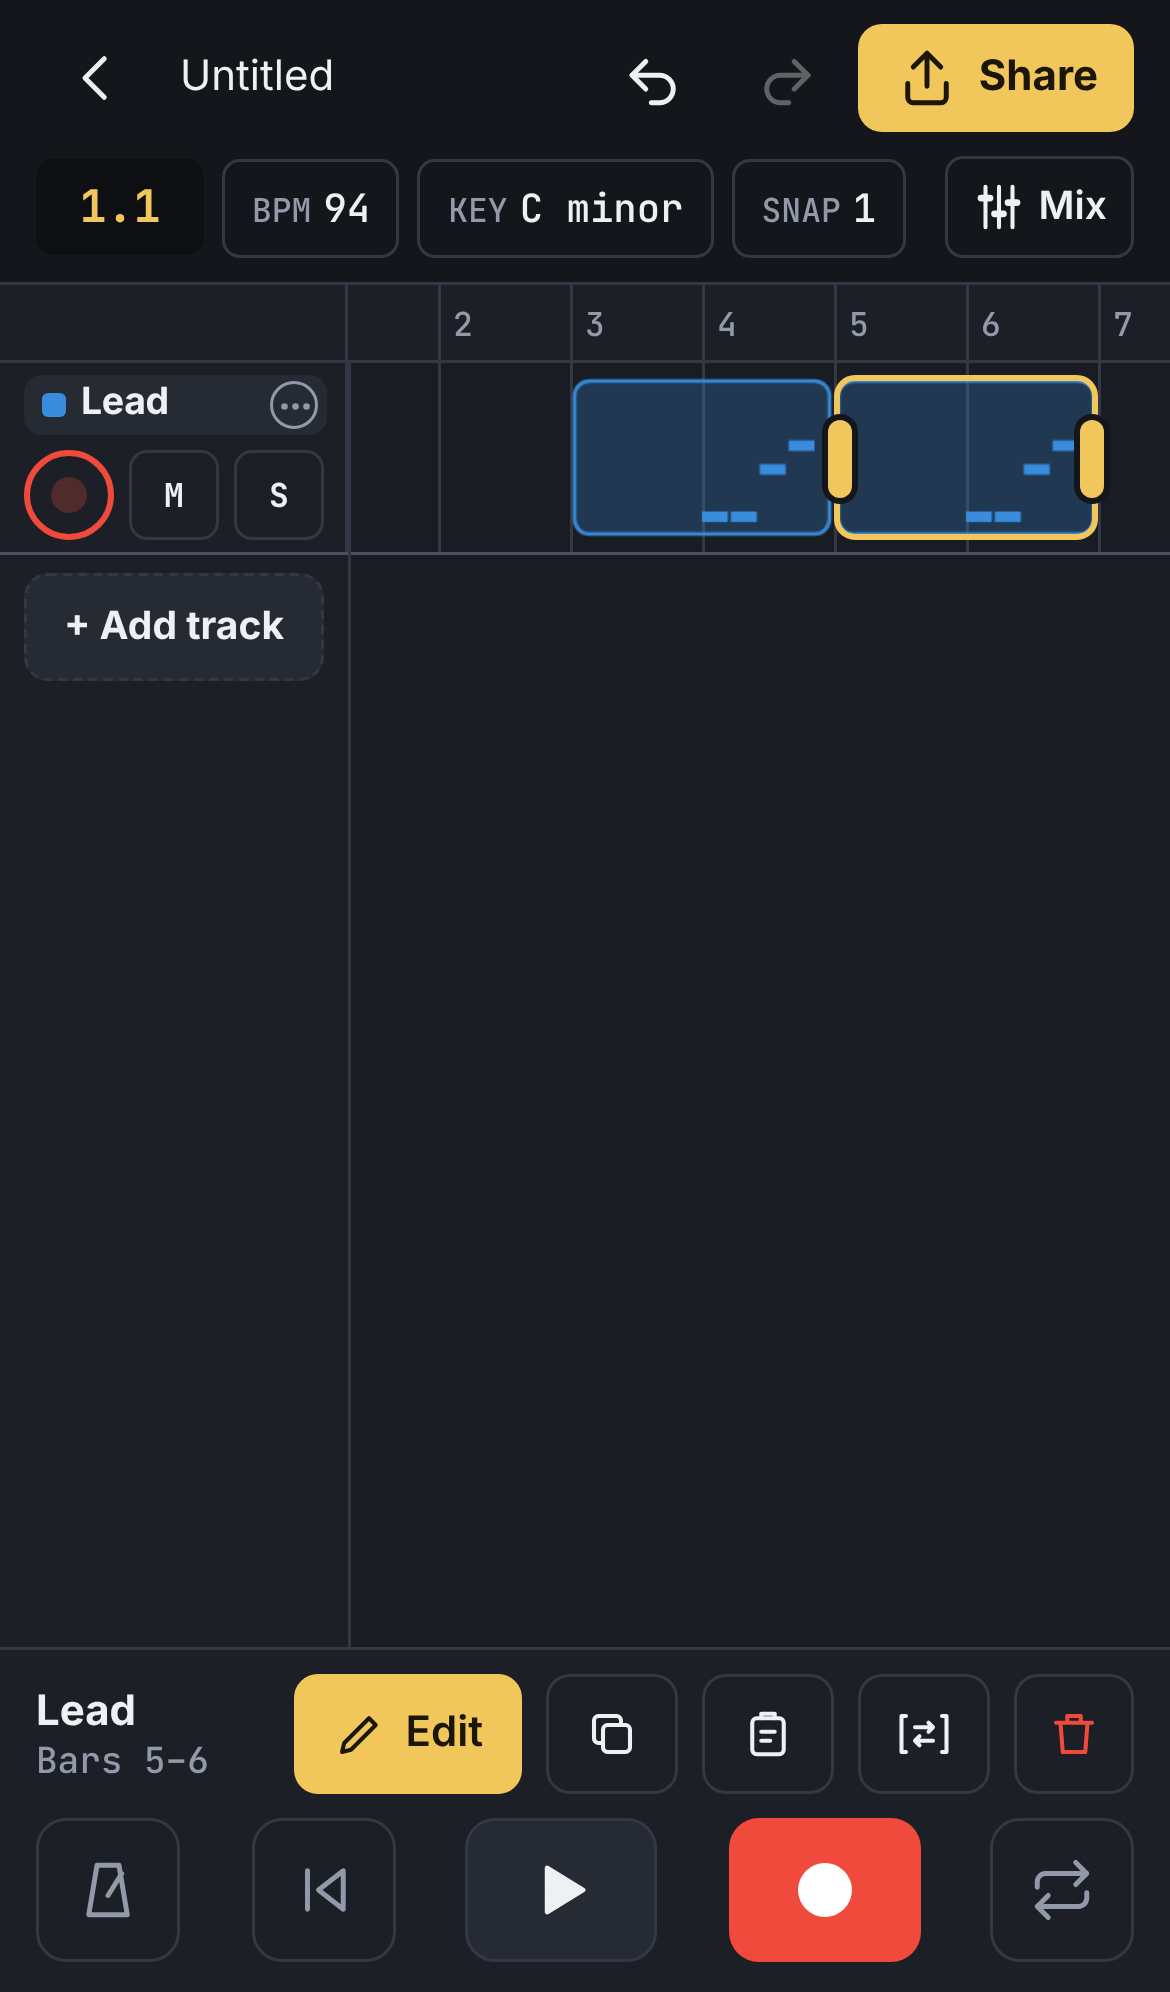 Untitled
Share
1.1
BPM 94
KEY C minor
SNAP 1
Mix
2 3 4 5 6 7
Lead
M S
+ Add track
Lead
Bars 5–6
Edit